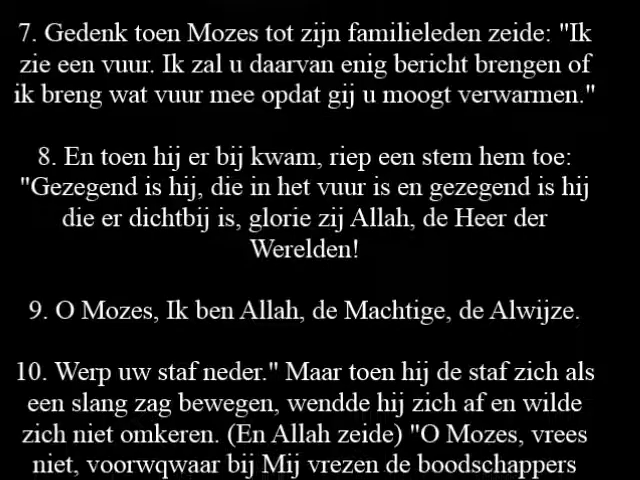 7. Gedenk toen Mozes tot zijn familieleden zeide: "Ik
zie een vuur. Ik zal u daarvan enig bericht brengen of
ik breng wat vuur mee opdat gij u moogt verwarmen."
8. En toen hij er bij kwam, riep een stem hem toe:
"Gezegend is hij, die in het vuur is en gezegend is hij
die er dichtbij is, glorie zij Allah, de Heer der
Werelden!
9. O Mozes, Ik ben Allah, de Machtige, de Alwijze.
10. Werp uw staf neder." Maar toen hij de staf zich als
een slang zag bewegen, wendde hij zich af en wilde
zich niet omkeren. (En Allah zeide) "O Mozes, vrees
niet, voorwqwaar bij Mij vrezen de boodschappers